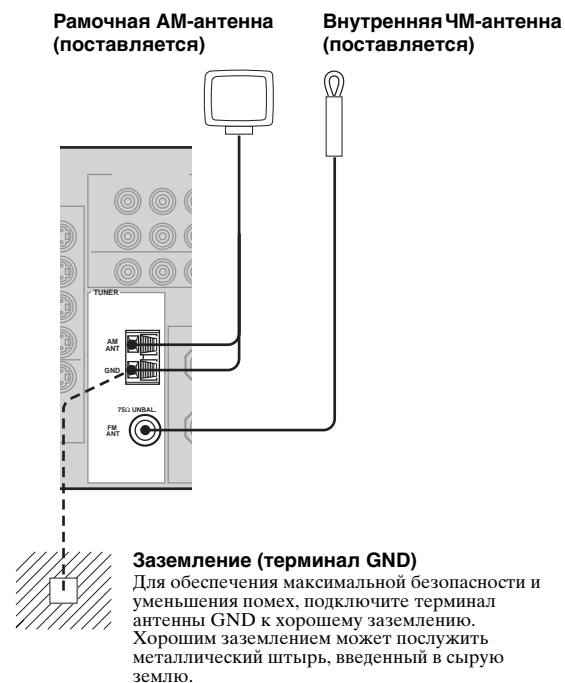 Рамочная АМ-антенна
(поставляется)
Внутренняя ЧМ-антенна
(поставляется)
TUNER
AM
ANT
GND
75Ω UNBAL.
FM
ANT
Заземление (терминал GND)
Для обеспечения максимальной безопасности и
уменьшения помех, подключите терминал
антенны GND к хорошему заземлению.
Хорошим заземлением может послужить
металлический штырь, введенный в сырую
землю.